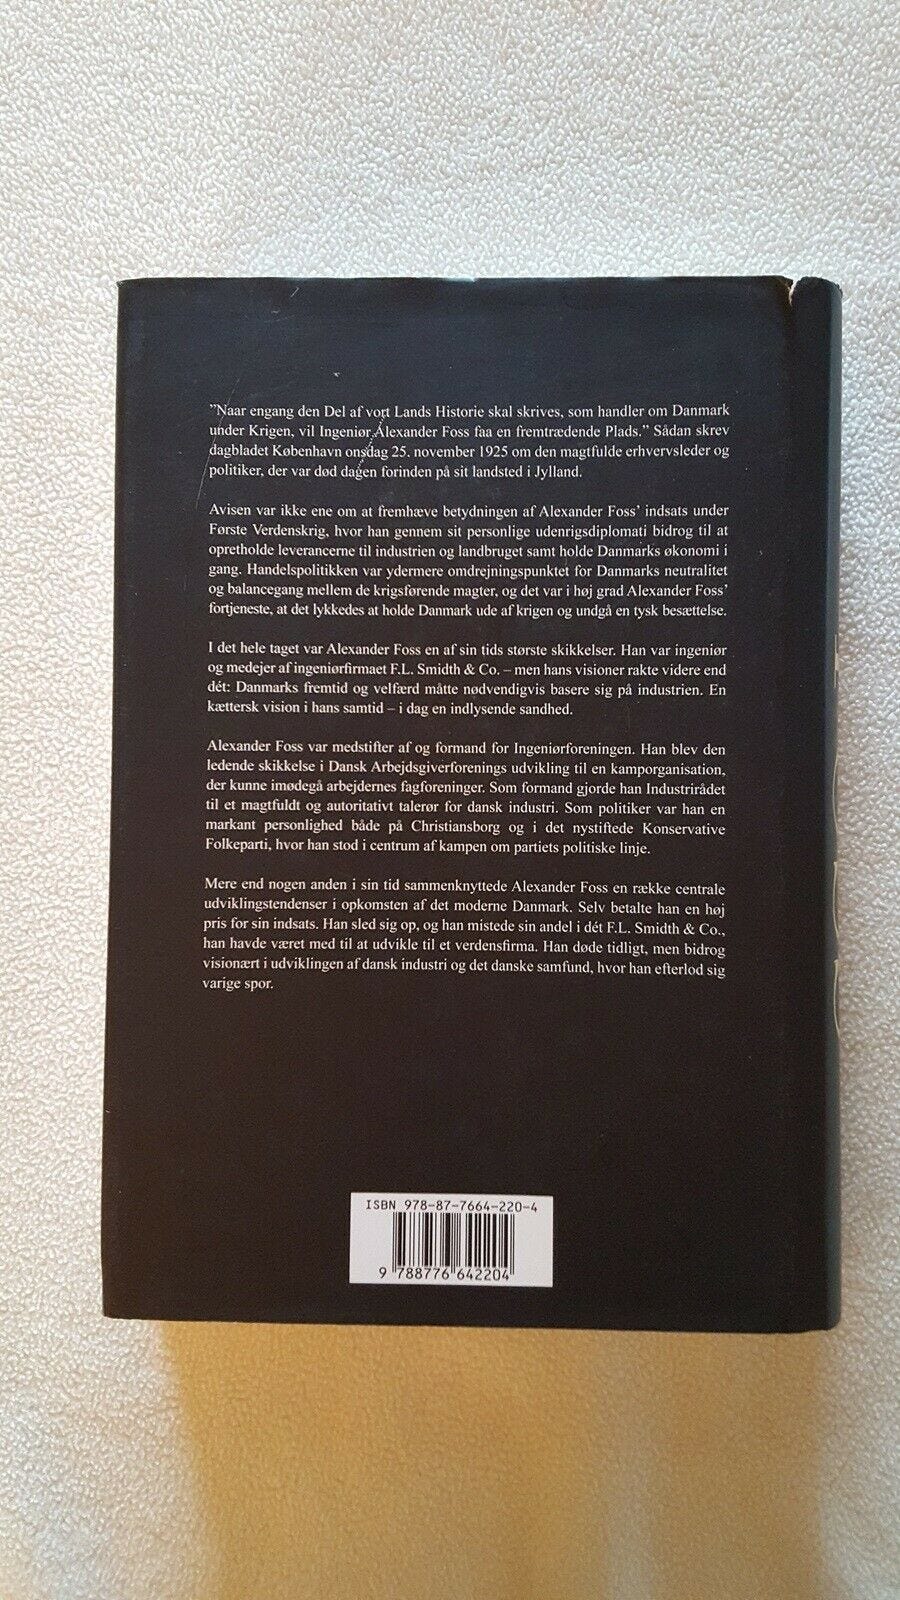 ”Naar engang den Del af vort Lands Historie skal skrives, som handler om Danmark
under Krigen, vil Ingeniør Alexander Foss faa en fremtrædende Plads.” Sådan skrev
dagbladet København onsdag 25. november 1925 om den magtfulde erhvervsleder og
politiker, der var død dagen forinden på sit landsted i Jylland.
Avisen var ikke ene om at fremhæve betydningen af Alexander Foss’ indsats under
Første Verdenskrig, hvor han gennem sit personlige udenrigsdiplomati bidrog til at
opretholde leverancerne til industrien og landbruget samt holde Danmarks økonomi i
gang. Handelspolitikken var ydermere omdrejningspunktet for Danmarks neutralitet
og balancegang mellem de krigsførende magter, og det var i høj grad Alexander Foss’
fortjeneste, at det lykkedes at holde Danmark ude af krigen og undgå en tysk besættelse.
I det hele taget var Alexander Foss en af sin tids største skikkelser. Han var ingeniør
og medejer af ingeniørfirmaet F.L. Smidth & Co. – men hans visioner rakte videre end
dét: Danmarks fremtid og velfærd måtte nødvendigvis basere sig på industrien. En
kættersk vision i hans samtid – i dag en indlysende sandhed.
Alexander Foss var medstifter af og formand for Ingeniørforeningen. Han blev den
ledende skikkelse i Dansk Arbejdsgiverforenings udvikling til en kamporganisation,
der kunne imødegå arbejdernes fagforeninger. Som formand gjorde han Industrirådet
til et magtfuldt og autoritativt talerør for dansk industri. Som politiker var han en
markant personlighed både på Christiansborg og i det nystiftede Konservative
Folkeparti, hvor han stod i centrum af kampen om partiets politiske linje.
Mere end nogen anden i sin tid sammenknyttede Alexander Foss en række centrale
udviklingstendenser i opkomsten af det moderne Danmark. Selv betalte han en høj
pris for sin indsats. Han sled sig op, og han mistede sin andel i dét F.L. Smidth & Co.,
han havde været med til at udvikle til et verdensfirma. Han døde tidligt, men bidrog
visionært i udviklingen af dansk industri og det danske samfund, hvor han efterlod sig
varige spor.
ISBN 978-87-7664-220-4
9 788776 642204